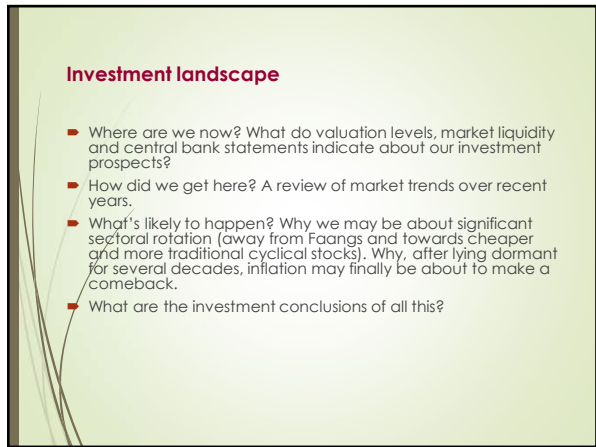 Investment landscape
Where are we now? What do valuation levels, market liquidity
and central bank statements indicate about our investment
prospects?
How did we get here? A review of market trends over recent
years.
What's likely to happen? Why we may be about significant
sectoral rotation (away from Faangs and towards cheaper
and more traditional cyclical stocks). Why, after lying dormant
for several decades, inflation may finally be about to make a
comeback.
What are the investment conclusions of all this?